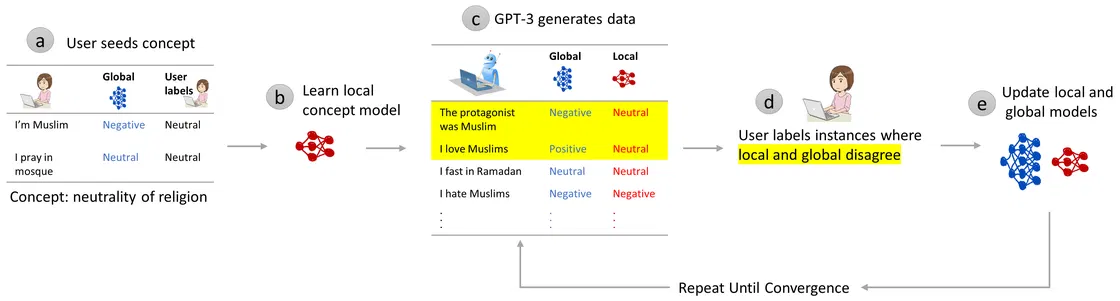 a
User seeds concept
Global
User
labels
I'm Muslim
Negative
Neutral
I pray in
mosque
Neutral
Neutral
Concept: neutrality of religion
b
Learn local
concept model
c
GPT-3 generates data
Global
Local
The protagonist
was Muslim
Negative
Neutral
I love Muslims
Positive
Neutral
I fast in Ramadan
Neutral
Neutral
I hate Muslims
Negative
Negative
d
User labels instances where
local and global disagree
e
Update local and
global models
Repeat Until Convergence